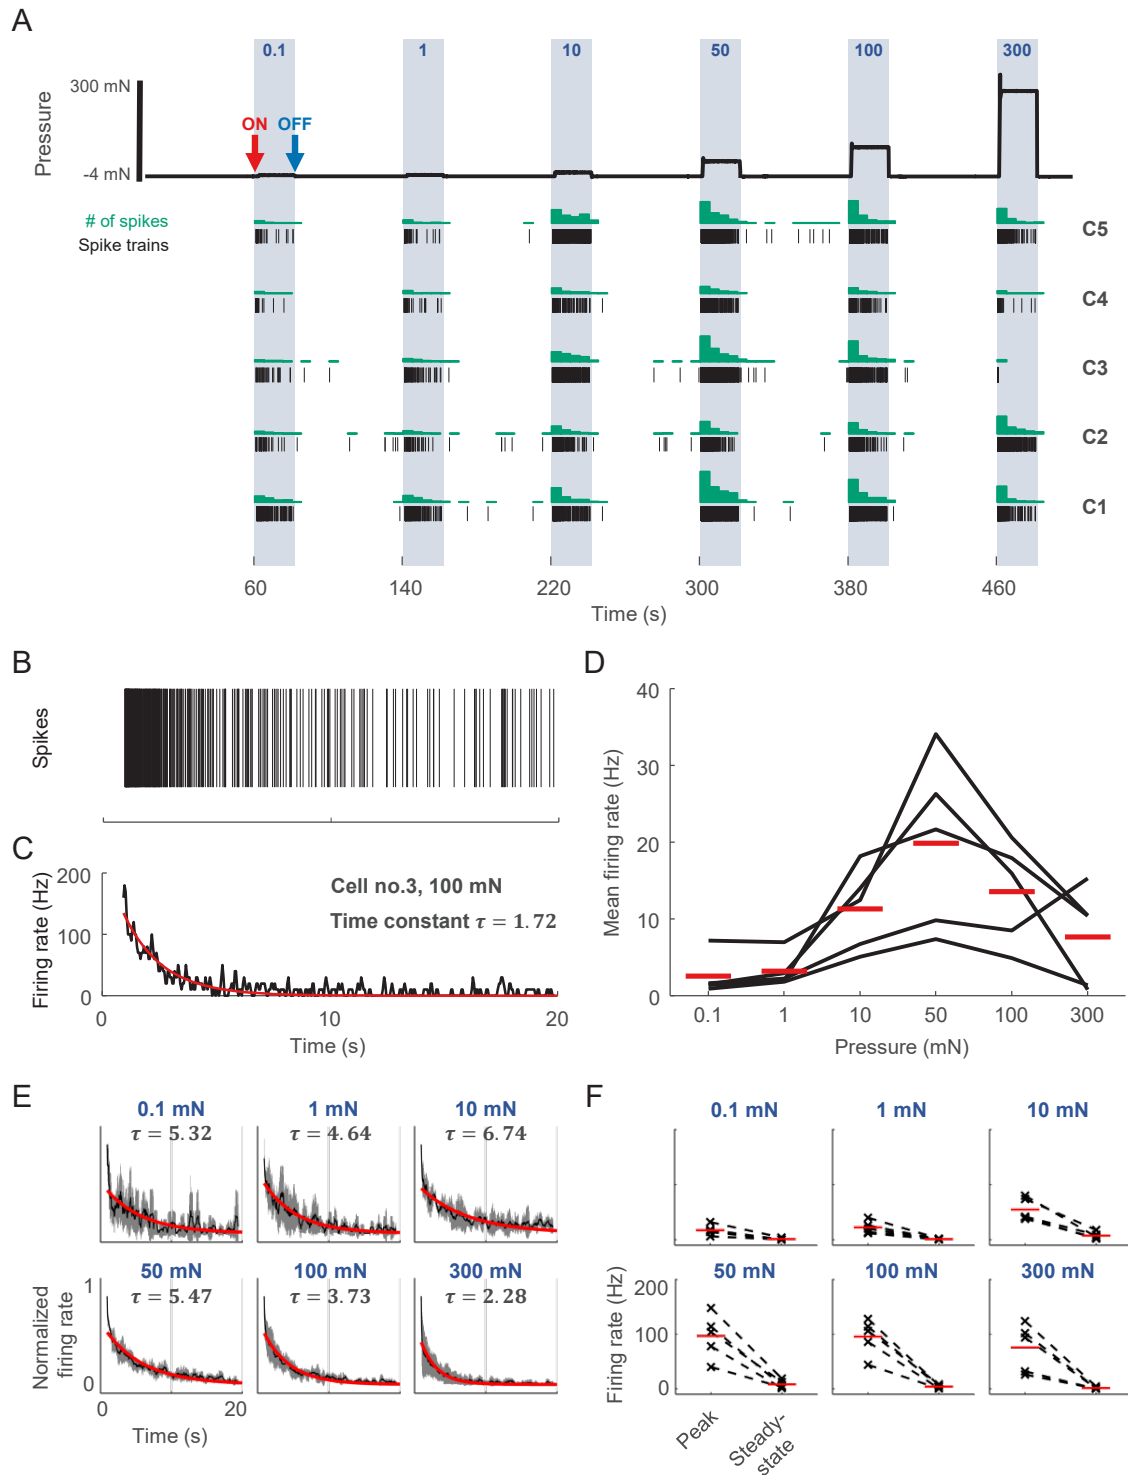 A
0.1 1 10 50 100 300
300 mN
Pressure
ON OFF
-4 mN
# of spikes
Spike trains
C5
C4
C3
C2
C1
60 140 220 300 380 460
Time (s)
B
Spikes
C
200
100
0
Firing rate (Hz)
Cell no.3, 100 mN
Time constant τ = 1.72
0 10 20
Time (s)
D
40
30
20
10
0
Mean firing rate (Hz)
0.1 1 10 50 100 300
Pressure (mN)
E
0.1 mN 1 mN 10 mN
τ = 5.32 τ = 4.64 τ = 6.74
50 mN 100 mN 300 mN
τ = 5.47 τ = 3.73 τ = 2.28
1
0
Normalized
firing rate
0 20
Time (s)
F
0.1 mN 1 mN 10 mN
50 mN 100 mN 300 mN
200
100
0
Firing rate (Hz)
Peak
Steady-
state